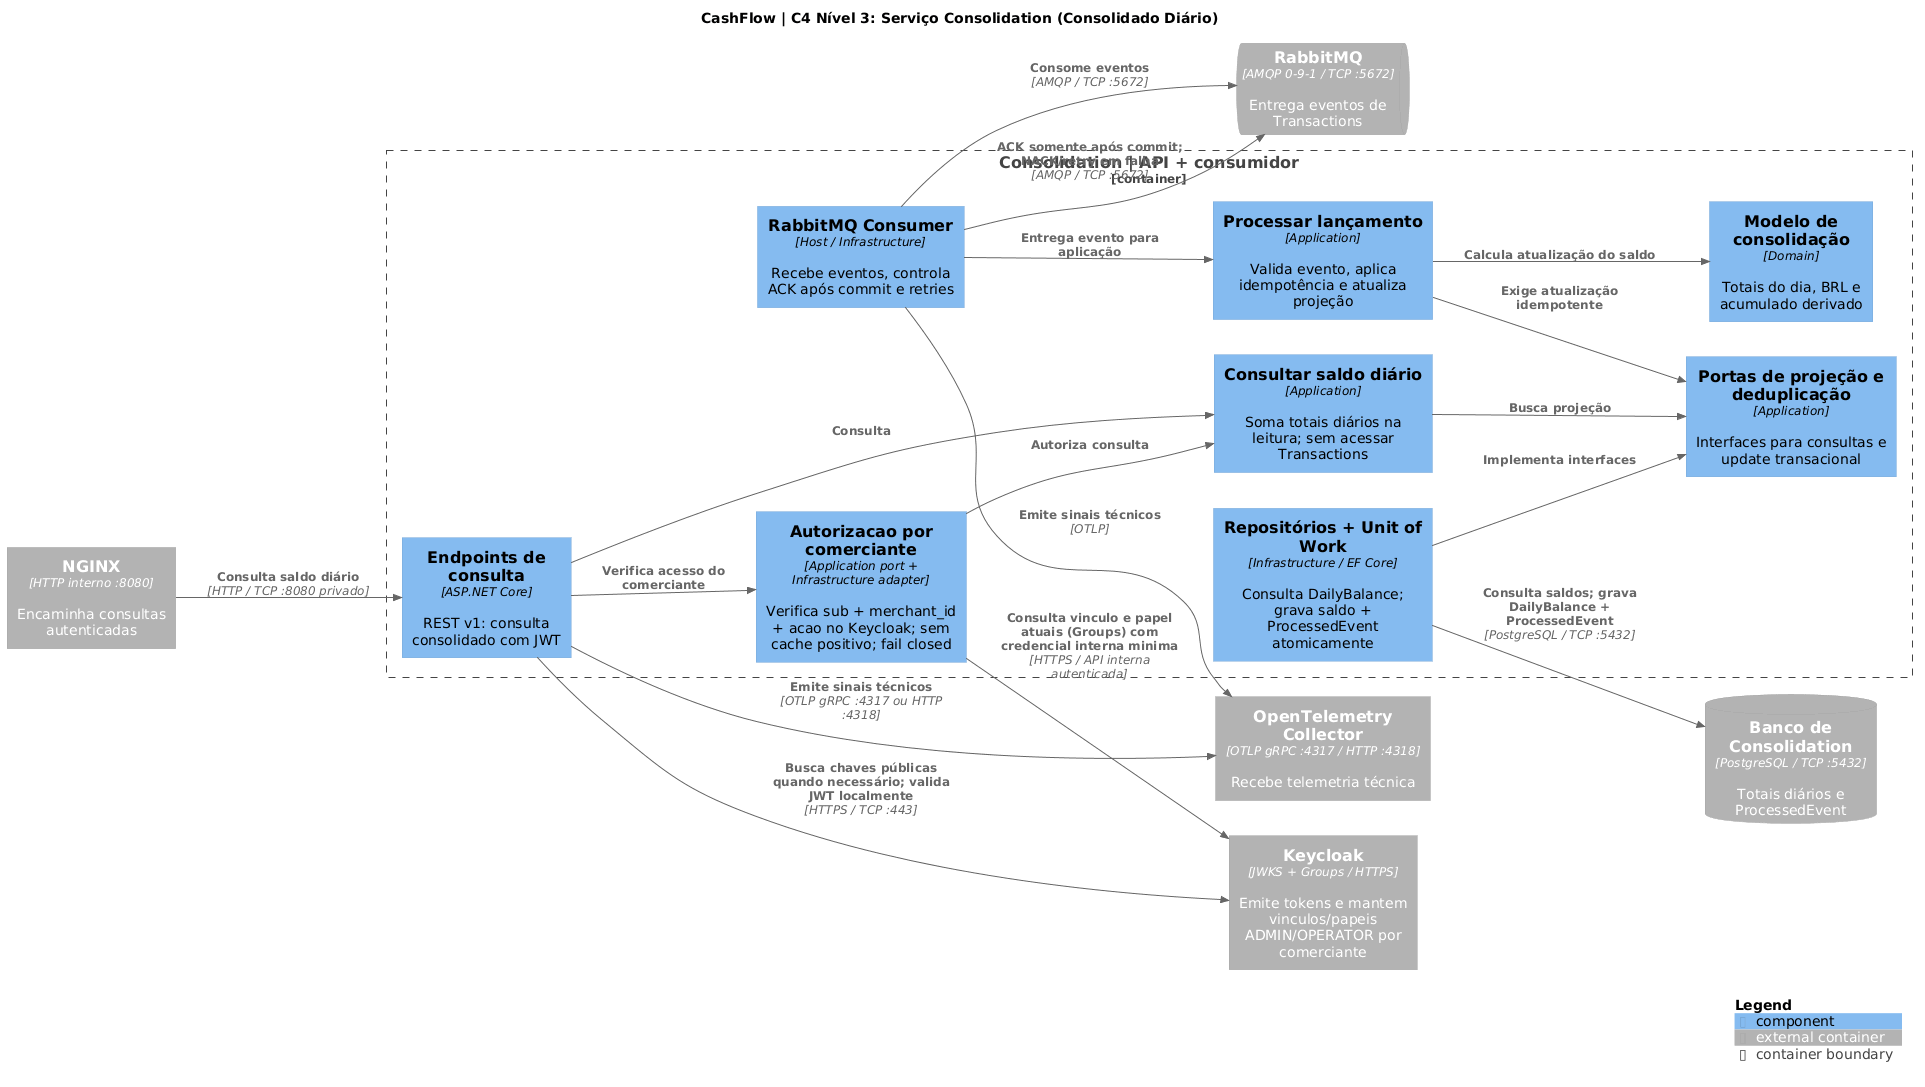 CashFlow | C4 Nível 3: Serviço Consolidation (Consolidado Diário)
RabbitMQ
[AMQP 0-9-1 / TCP :5672]
Entrega eventos de
Transactions
Consome eventos
[AMQP / TCP :5672]
ACK somente após commit;
[AMQP / TCP :5672]
Consolidation | API + consumidor
[container]
RabbitMQ Consumer
[Host / Infrastructure]
Recebe eventos, controla
ACK após commit e retries
Entrega evento para
aplicação
Processar lançamento
[Application]
Valida evento, aplica
idempotência e atualiza
projeção
Calcula atualização do saldo
Modelo de
consolidação
[Domain]
Totais do dia, BRL e
acumulado derivado
Exige atualização
idempotente
Consultar saldo diário
[Application]
Soma totais diários na
leitura; sem acessar
Transactions
Busca projeção
Portas de projeção e
deduplicação
[Application]
Interfaces para consultas e
update transacional
Consulta
Autoriza consulta
Implementa interfaces
Emite sinais técnicos
[OTLP]
Repositórios + Unit of
Work
[Infrastructure / EF Core]
Consulta DailyBalance;
grava saldo +
ProcessedEvent
atomicamente
NGINX
[HTTP interno :8080]
Encaminha consultas
autenticadas
Consulta saldo diário
[HTTP / TCP :8080 privado]
Endpoints de
consulta
[ASP.NET Core]
REST v1: consulta
consolidado com JWT
Verifica acesso do
comerciante
Autorizacao por
comerciante
[Application port +
Infrastructure adapter]
Verifica sub + merchant_id
+ acao no Keycloak; sem
cache positivo; fail closed
Consulta vinculo e papel
atuais (Groups) com
credencial interna minima
[HTTPS / API interna
autenticada]
Consulta saldos; grava
DailyBalance +
ProcessedEvent
[PostgreSQL / TCP :5432]
Emite sinais técnicos
[OTLP gRPC :4317 ou HTTP
:4318]
OpenTelemetry
Collector
[OTLP gRPC :4317 / HTTP :4318]
Recebe telemetria técnica
Banco de
Consolidation
[PostgreSQL / TCP :5432]
Totais diários e
ProcessedEvent
Busca chaves públicas
quando necessário; valida
JWT localmente
[HTTPS / TCP :443]
Keycloak
[JWKS + Groups / HTTPS]
Emite tokens e mantem
vinculos/papeis
ADMIN/OPERATOR por
comerciante
Legend
component
external container
container boundary